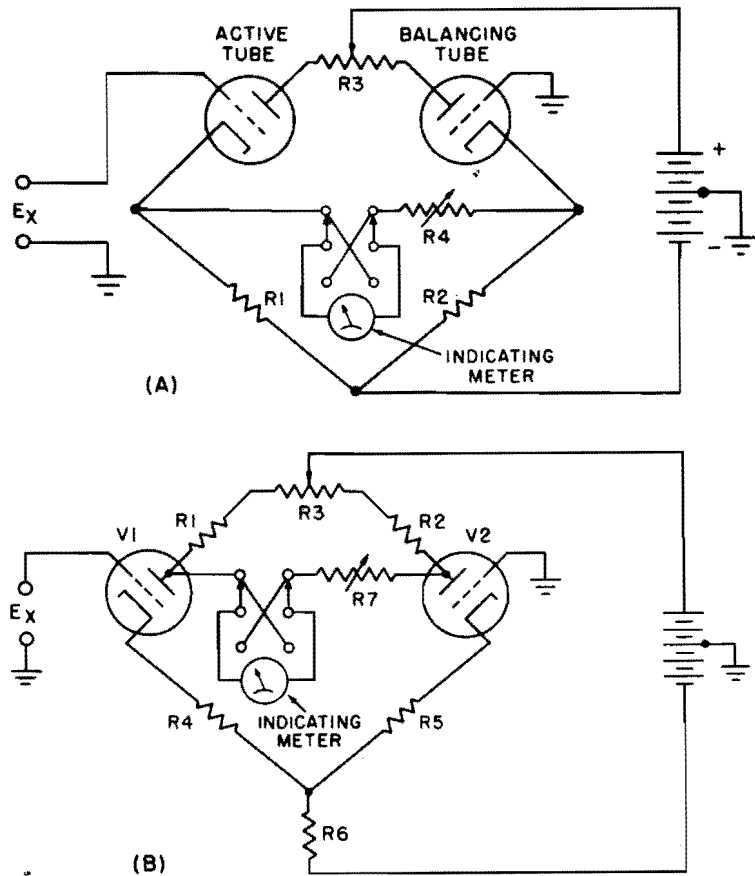 ACTIVE
TUBE
BALANCING
TUBE
R3
+
EX
R4
−
R1
R2
INDICATING
METER
(A)
R3
R1
R2
V1
V2
EX
R7
R4
INDICATING
METER
R5
R6
(B)